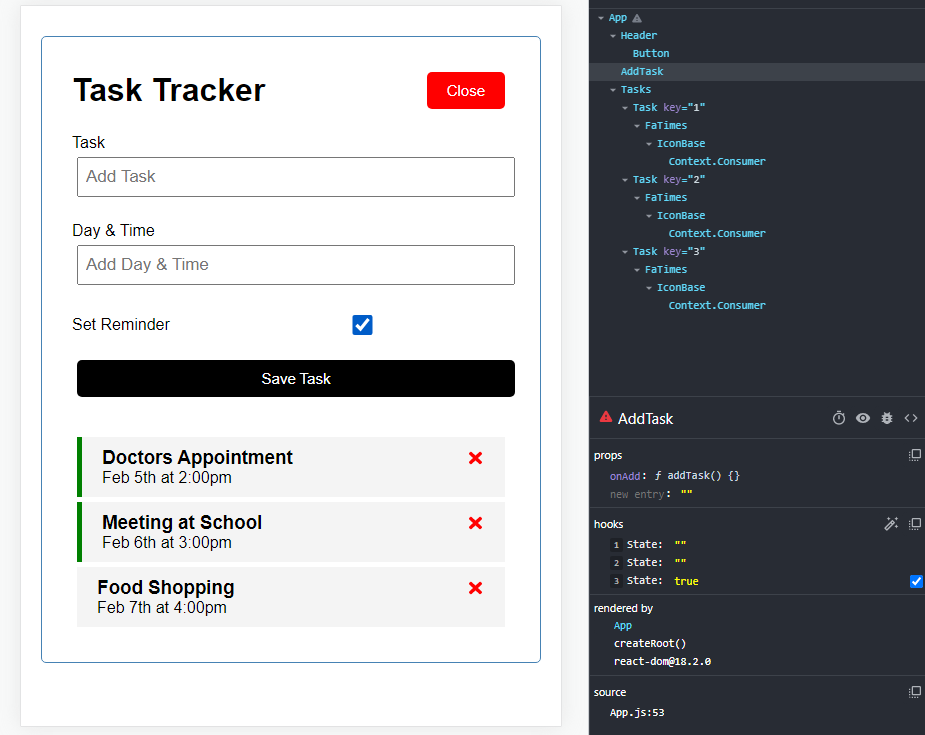 Task Tracker
Close
Task
Add Task
Day & Time
Add Day & Time
Set Reminder
Save Task
Doctors Appointment
Feb 5th at 2:00pm
Meeting at School
Feb 6th at 3:00pm
Food Shopping
Feb 7th at 4:00pm
App
Header
Button
AddTask
Tasks
Task key="1"
FaTimes
IconBase
Context.Consumer
Task key="2"
FaTimes
IconBase
Context.Consumer
Task key="3"
FaTimes
IconBase
Context.Consumer
AddTask
props
onAdd: ƒ addTask() {}
new entry: ""
hooks
1 State: ""
2 State: ""
3 State: true
rendered by
App
createRoot()
react-dom@18.2.0
source
App.js:53